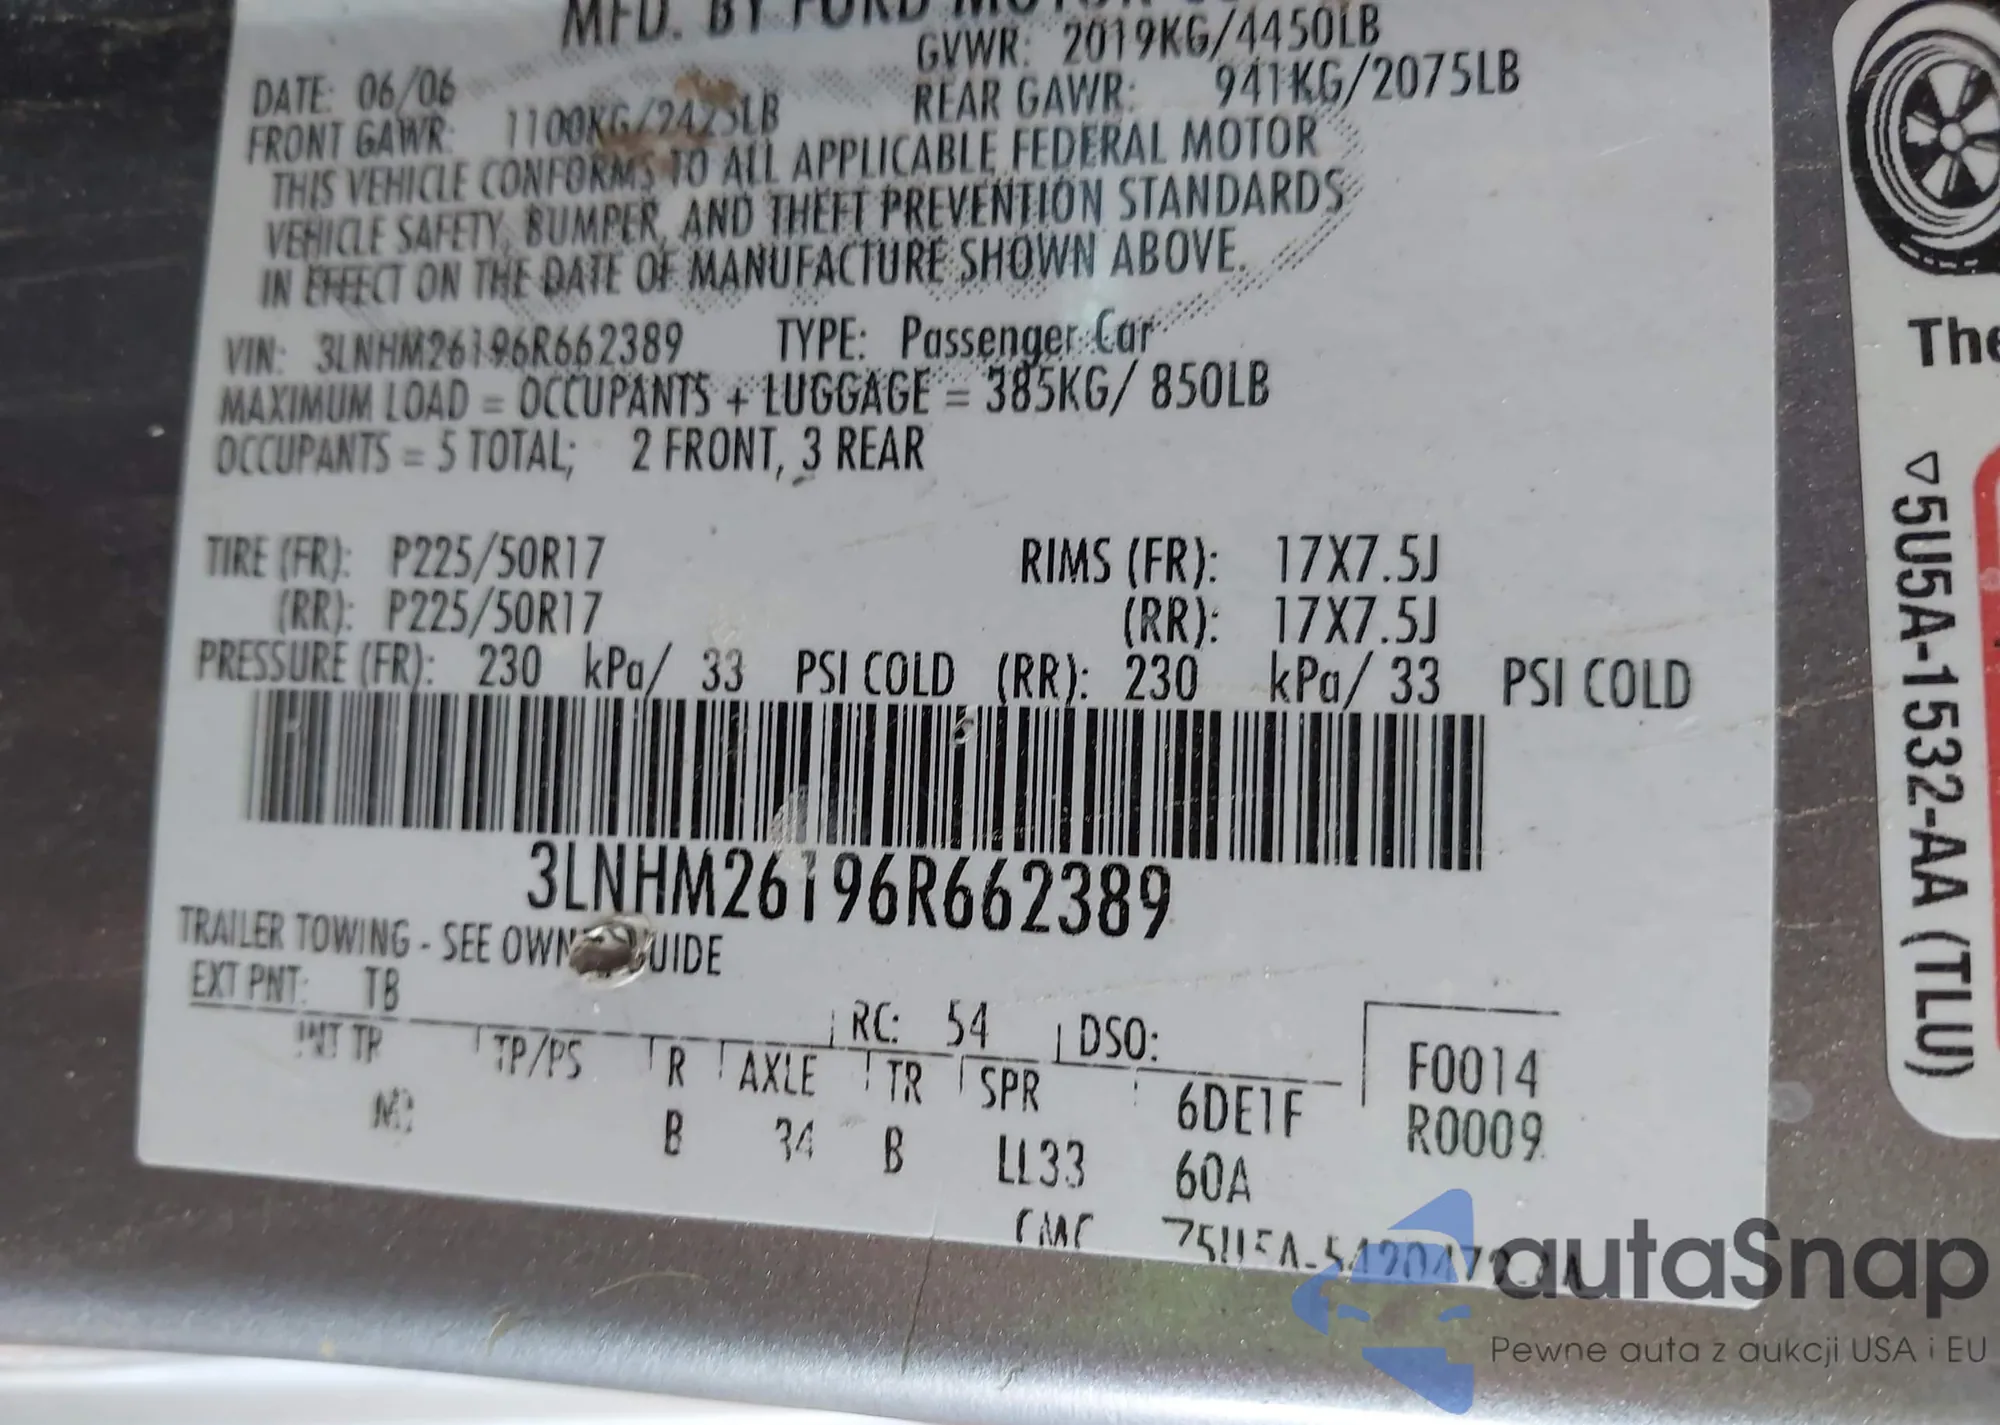 MFD. BY FORD MOTOR
GVWR: 2019KG/4450LB
DATE: 06/06
REAR GAWR: 941KG/2075LB
FRONT GAWR: 1100KG/2425LB
THIS VEHICLE CONFORMS TO ALL APPLICABLE FEDERAL MOTOR
VEHICLE SAFETY, BUMPER, AND THEFT PREVENTION STANDARDS
IN EFFECT ON THE DATE OF MANUFACTURE SHOWN ABOVE.
VIN: 3LNHM26196R662389 TYPE: Passenger Car
MAXIMUM LOAD = OCCUPANTS + LUGGAGE = 385KG/ 850LB
OCCUPANTS = 5 TOTAL; 2 FRONT, 3 REAR
TIRE (FR): P225/50R17 RIMS (FR): 17X7.5J
(RR): P225/50R17 (RR): 17X7.5J
PRESSURE (FR): 230 kPa/ 33 PSI COLD (RR): 230 kPa/ 33 PSI COLD
3LNHM26196R662389
TRAILER TOWING - SEE GUIDE
EXT PNT: TB RC: 54 DSO:
INT TR TP/PS R AXLE TR SPR
B 34 B LL33
6DE1F
60A
F0014
R0009
The
5U5A-1532-AA (TLU)
autaSnap
Pewne auta z aukcji USA i EU